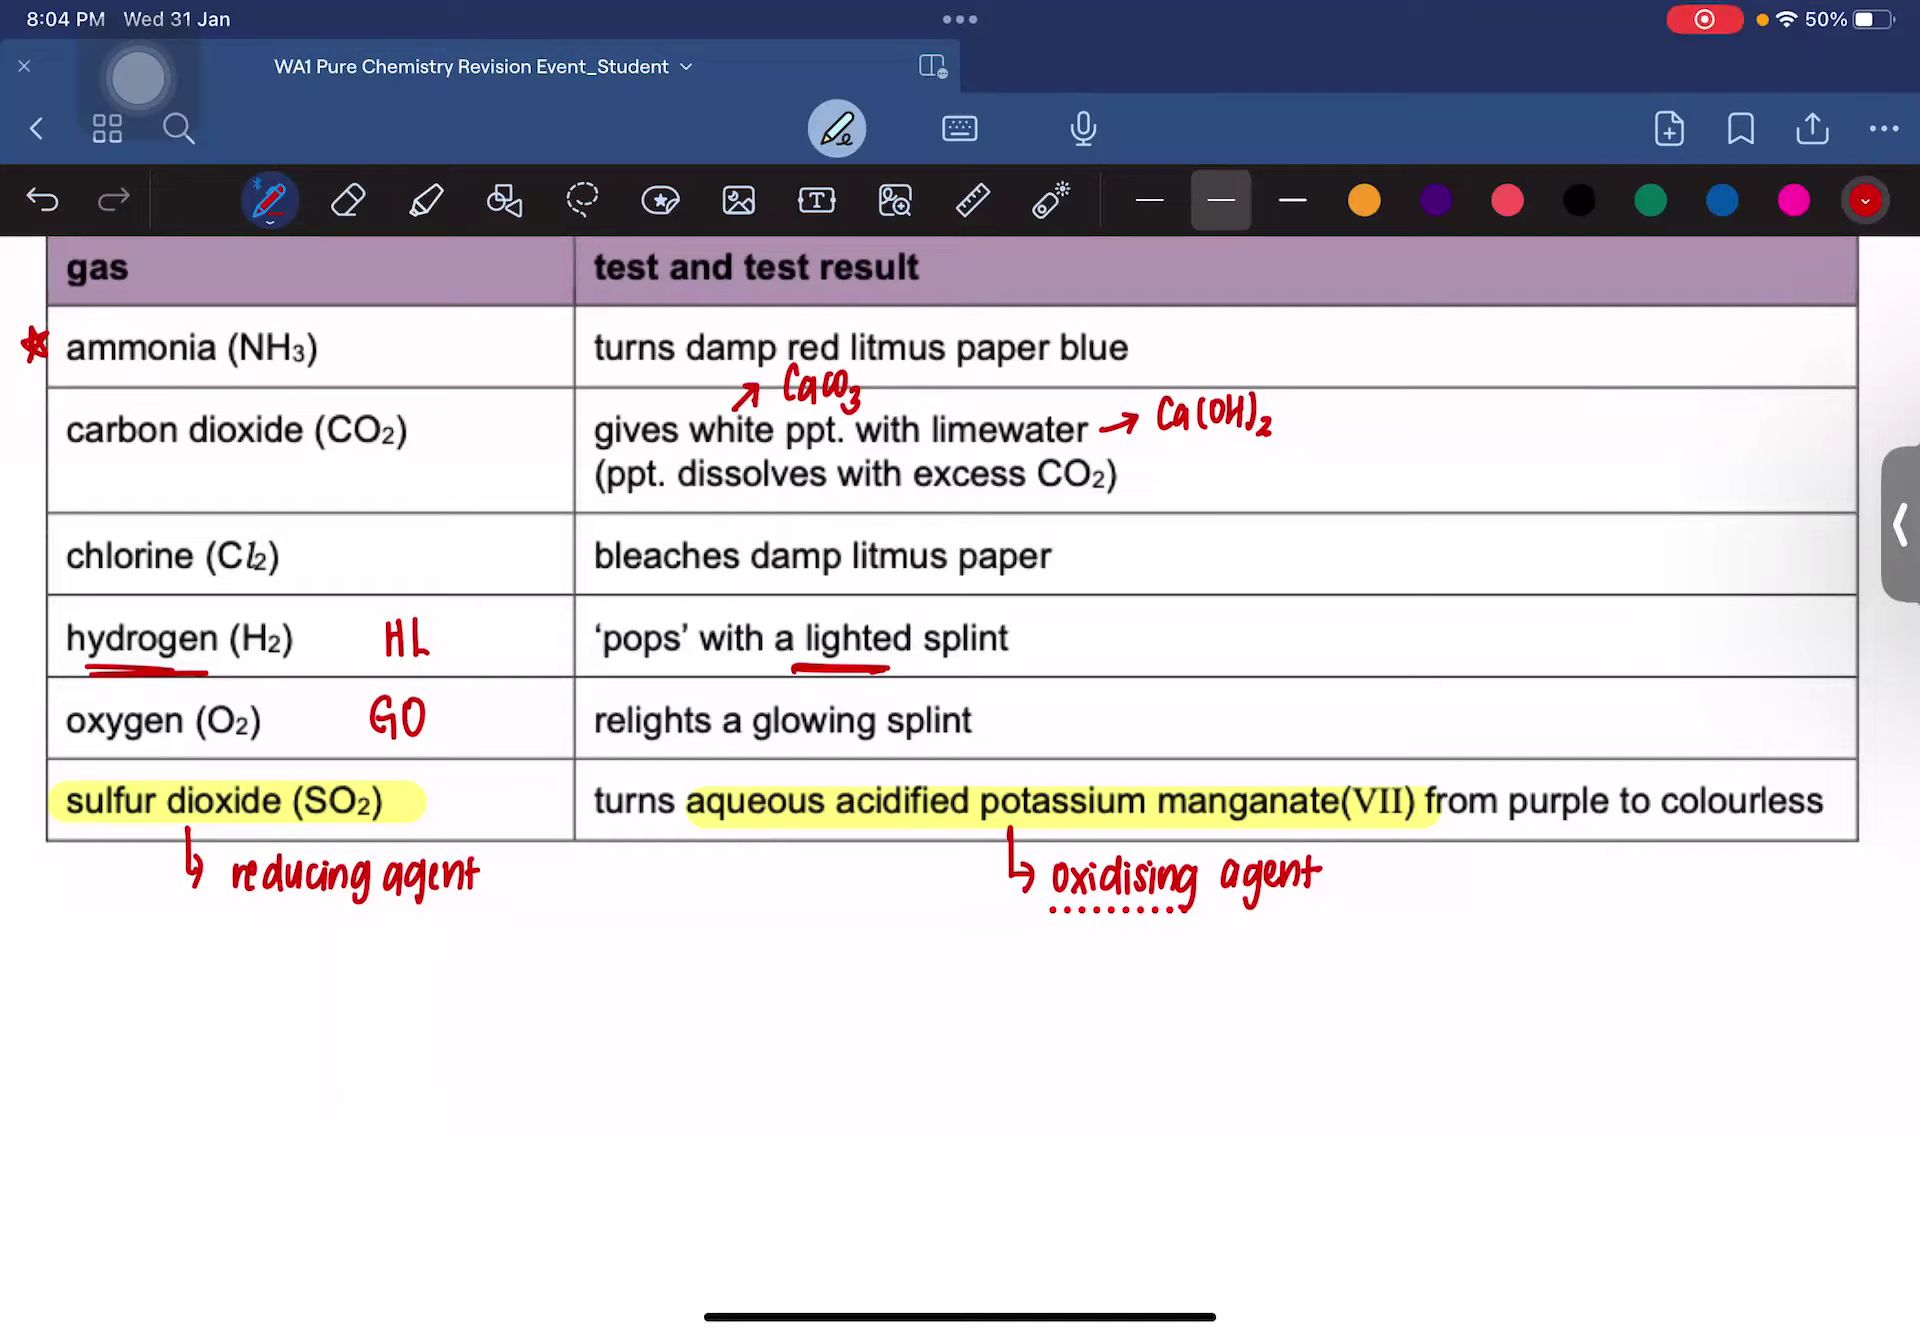 8:04 PM Wed 31 Jan
50%
WA1 Pure Chemistry Revision Event_Student
gas test and test result
ammonia (NH3) turns damp red litmus paper blue
CaCO3
carbon dioxide (CO2) gives white ppt. with limewater → Ca(OH)2
(ppt. dissolves with excess CO2)
chlorine (Cl2) bleaches damp litmus paper
hydrogen (H2) HL ‘pops’ with a lighted splint
oxygen (O2) GO relights a glowing splint
sulfur dioxide (SO2) turns aqueous acidified potassium manganate(VII) from purple to colourless
reducing agent oxidising agent